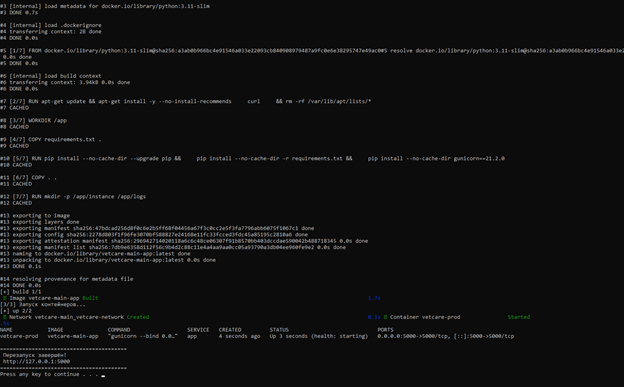 #3 [internal] load metadata for docker.io/library/python:3.11-slim
#3 DONE 0.7s
#4 [internal] load .dockerignore
#4 transferring context: 2B done
#4 DONE 0.0s
#5 [1/7] FROM docker.io/library/python:3.11-slim@sha256:
#5 resolve docker.io/library/python:3.11-slim@sha256:
0.0s done
#5 DONE 0.0s
#6 [internal] load build context
#6 transferring context: 3.94kB 0.0s done
#6 DONE 0.0s
#7 [2/7] RUN apt-get update && apt-get install -y --no-install-recommends     curl     && rm -rf /var/lib/apt/lists/*
#7 CACHED
#8 [3/7] WORKDIR /app
#8 CACHED
#9 [4/7] COPY requirements.txt .
#9 CACHED
#10 [5/7] RUN pip install --no-cache-dir --upgrade pip &&     pip install --no-cache-dir -r requirements.txt &&     pip install --no-cache-dir gunicorn==21.2.0
#10 CACHED
#11 [6/7] COPY . .
#11 CACHED
#12 [7/7] RUN mkdir -p /app/instance /app/logs
#12 CACHED
#13 exporting to image
#13 exporting layers done
#13 exporting manifest sha256: done
#13 exporting config sha256: done
#13 exporting attestation manifest sha256: 0.0s done
#13 exporting manifest list sha256: 0.0s done
#13 naming to docker.io/library/vetcare-main-app:latest done
#13 unpacking to docker.io/library/vetcare-main-app:latest 0.0s done
#13 DONE 0.1s
#14 resolving provenance for metadata file
#14 DONE 0.0s
[+] build 1/1
Image vetcare-main-app Built 1.7s
[3/3] Запуск контейнеров...
[+] up 2/2
Network vetcare-main_vetcare-network Created Container vetcare-prod Started
NAME IMAGE COMMAND SERVICE CREATED STATUS PORTS
vetcare-prod vetcare-main-app "gunicorn --bind 0.0…" app 4 seconds ago Up 3 seconds (health: starting) 0.0.0.0:5000->5000/tcp, [::]:5000->5000/tcp
========================================
Перезапуск завершён!
http://127.0.0.1:5000
========================================
Press any key to continue . . .